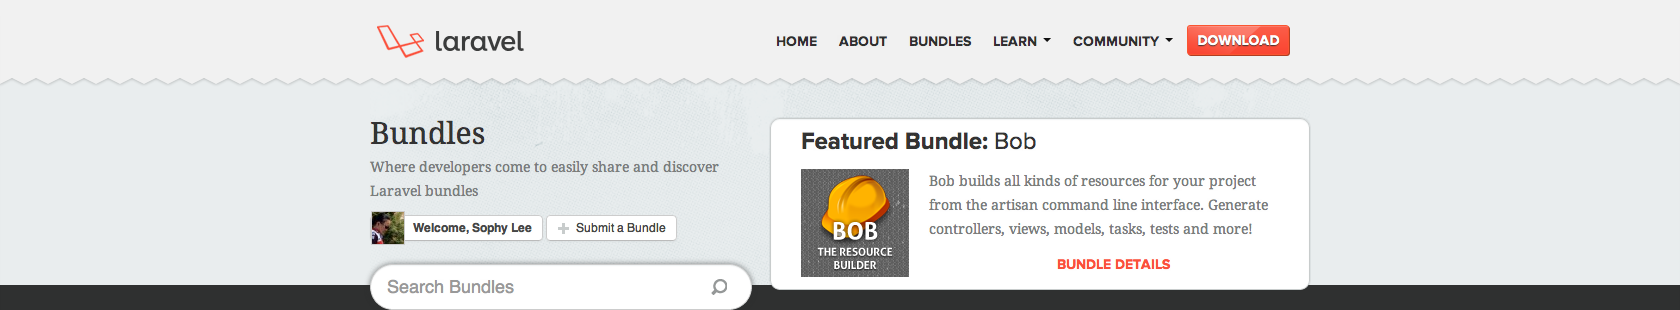 laravel
HOME ABOUT BUNDLES LEARN COMMUNITY DOWNLOAD
Bundles
Where developers come to easily share and discover
Laravel bundles
Welcome, Sophy Lee
Submit a Bundle
Search Bundles
Featured Bundle: Bob
BOB
THE RESOURCE
BUILDER
Bob builds all kinds of resources for your project
from the artisan command line interface. Generate
controllers, views, models, tasks, tests and more!
BUNDLE DETAILS